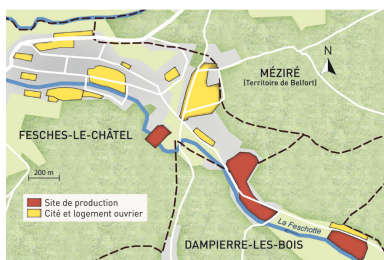 N
MÉZIRÉ
(Territoire de Belfort)
FESCHES-LE-CHÂTEL
200 m
Site de production
Cité et logement ouvrier
La Feschotte
DAMPIERRE-LES-BOIS